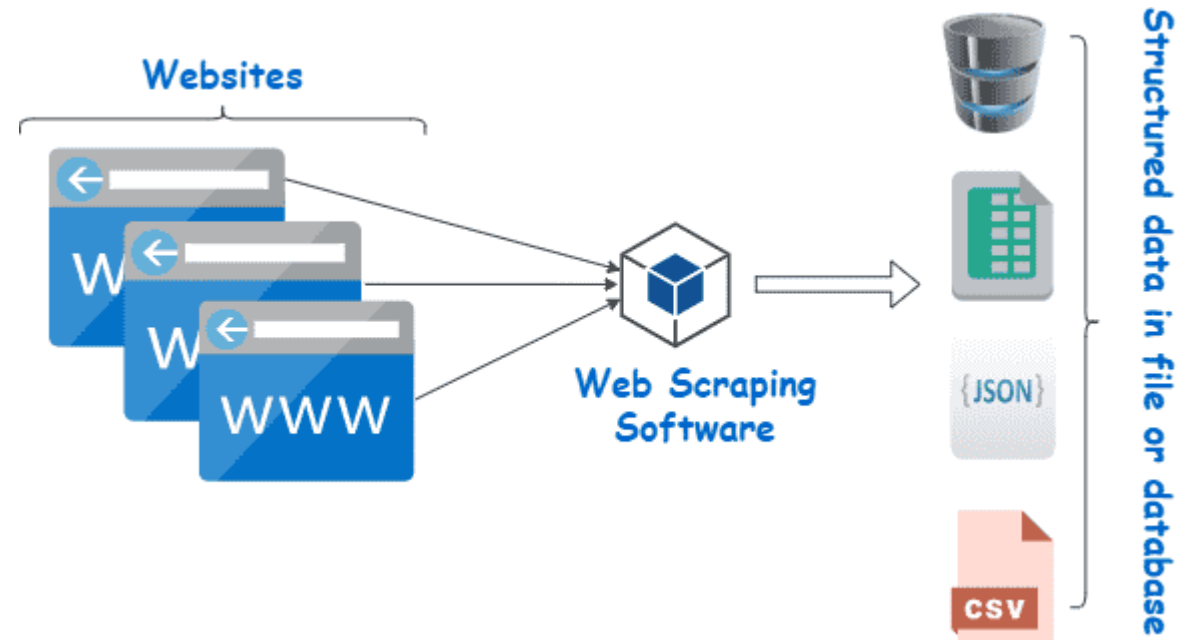 Websites
W
W
WWW
Web Scraping
Software
{JSON}
CSV
Structured data in file or database